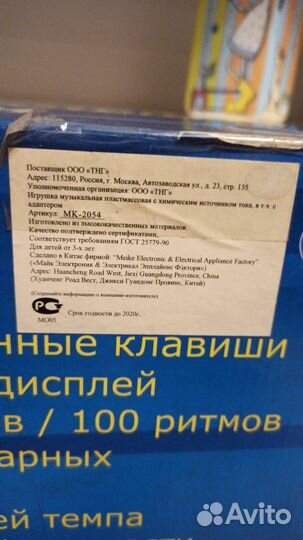 Поставщик ООО «ТНГ»
Адрес: 115280, Россия, г. Москва, Автозаводская ул., д. 23, стр. 135
Уполномоченная организация: ООО «ТНГ»
Игрушка музыкальная пластмассовая с химическим источником тока, в т.ч. с
адаптером
Артикул: МК-2054
Изготовлено из высококачественных материалов.
Качество подтверждено сертификатами.
Соответствует требованиям ГОСТ 25779-90
Для детей от 3-х лет.
Сделано в Китае фирмой: "Meike Electronic & Electrical Appliance Factory"
(«Майк Электроник & Электрикал Эпплайенс Фэктори»)
Адрес: Huancheng Road West, Jiexi Guangdong Province, China
(Хуанченг Роад Вест, Джикси Гуандонг Провинс, Китай)
(Сохраняйте информацию о компании-изготовителе)
Срок годности до 2020г.
МО05
нные клавиши
дисплей
в / 100 ритмов
арных
ей темпа
Avito